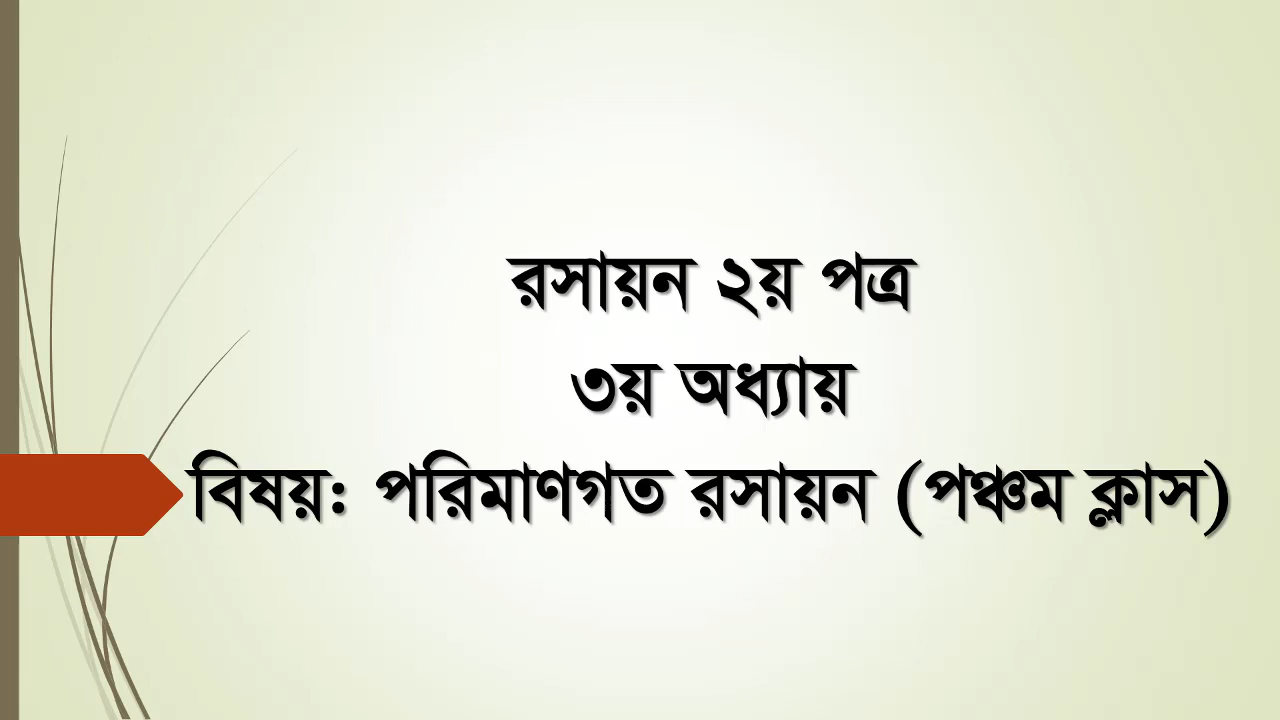 রসায়ন ২য় পত্র
৩য় অধ্যায়
বিষয়: পরিমাণগত রসায়ন (পঞ্চম ক্লাস)